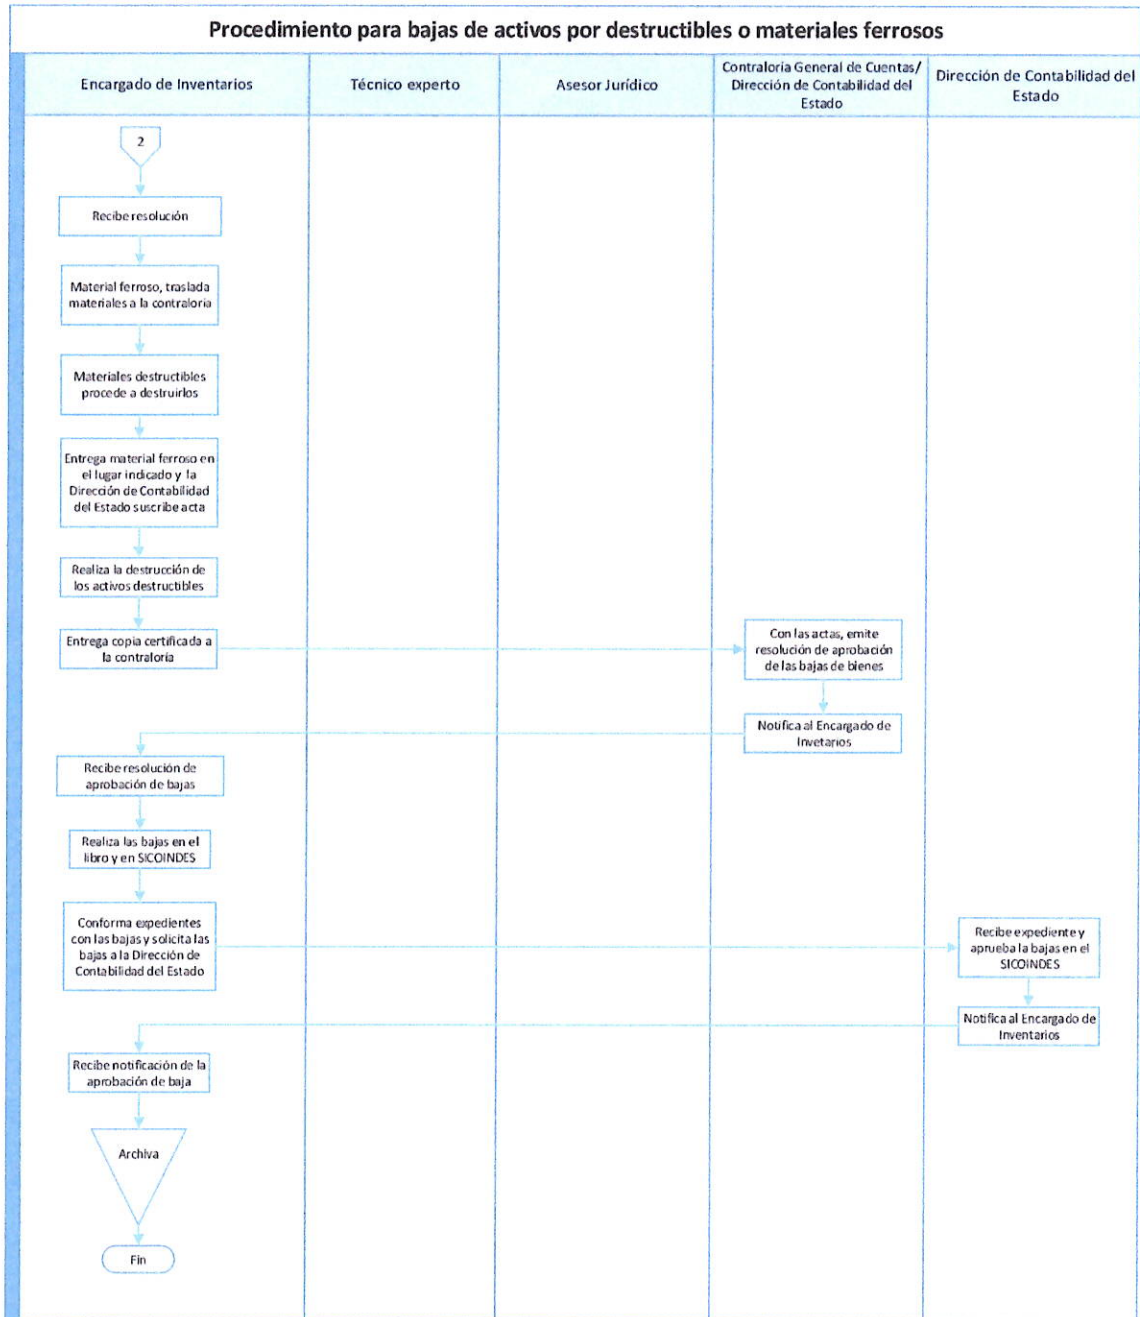 Procedimiento para bajas de activos por destructibles o materiales ferrosos
Encargado de Inventarios
Técnico experto
Asesor Jurídico
Contraloría General de Cuentas/
Dirección de Contabilidad del
Estado
Dirección de Contabilidad del
Estado
2
Recibe resolución
Material ferroso, traslada
materiales a la contraloria
Materiales destructibles
procede a destruirlos
Entrega material ferroso en
el lugar indicado y la
Dirección de Contabilidad
del Estado suscribe acta
Realiza la destrucción de
los activos destructibles
Entrega copia certificada a
la contraloría
Con las actas, emite
resolución de aprobación
de las bajas de bienes
Notifica al Encargado de
Invetarios
Recibe resolución de
aprobación de bajas
Realiza las bajas en el
libro y en SICOINDES
Conforma expedientes
con las bajas y solicita las
bajas a la Dirección de
Contabilidad del Estado
Recibe expediente y
aprueba la bajas en el
SICOINDES
Notifica al Encargado de
Inventarios
Recibe notificación de la
aprobación de baja
Archiva
Fin